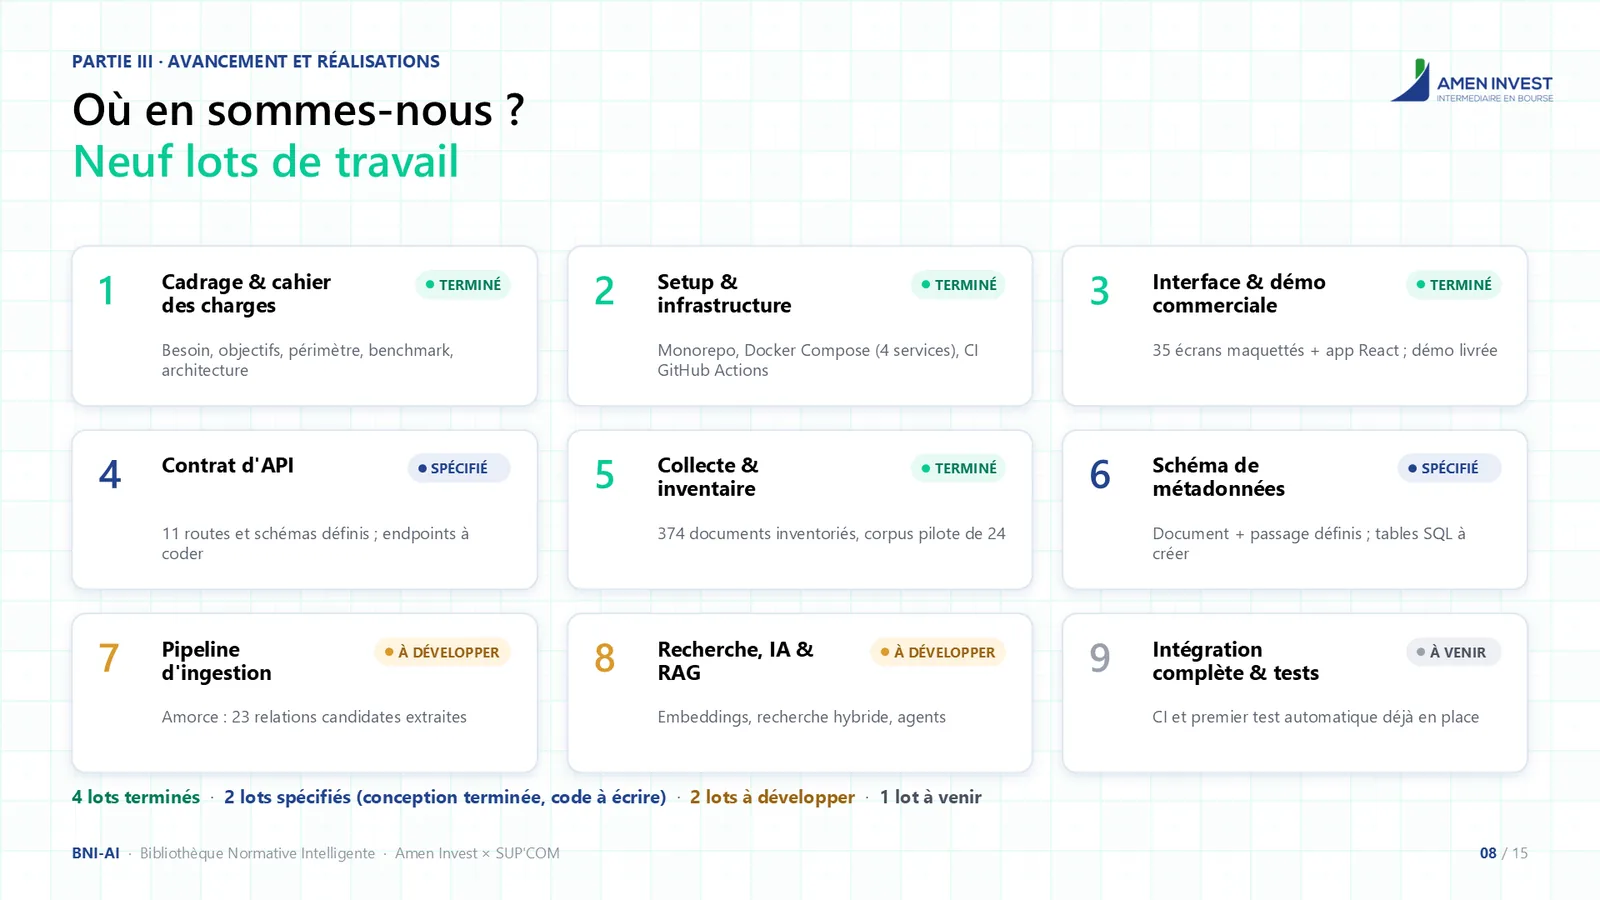 PARTIE III · AVANCEMENT ET RÉALISATIONS
Où en sommes-nous ?
Neuf lots de travail
AMEN INVEST
INTERMEDIAIRE EN BOURSE
1
Cadrage & cahier
des charges
TERMINÉ
Besoin, objectifs, périmètre, benchmark,
architecture
2
Setup &
infrastructure
TERMINÉ
Monorepo, Docker Compose (4 services), CI
GitHub Actions
3
Interface & démo
commerciale
TERMINÉ
35 écrans maquettés + app React ; démo livrée
4
Contrat d'API
SPÉCIFIÉ
11 routes et schémas définis ; endpoints à
coder
5
Collecte &
inventaire
TERMINÉ
374 documents inventoriés, corpus pilote de 24
6
Schéma de
métadonnées
SPÉCIFIÉ
Document + passage définis ; tables SQL à
créer
7
Pipeline
d'ingestion
À DÉVELOPPER
Amorce : 23 relations candidates extraites
8
Recherche, IA &
RAG
À DÉVELOPPER
Embeddings, recherche hybride, agents
9
Intégration
complète & tests
À VENIR
CI et premier test automatique déjà en place
4 lots terminés · 2 lots spécifiés (conception terminée, code à écrire) · 2 lots à développer · 1 lot à venir
BNI-AI · Bibliothèque Normative Intelligente · Amen Invest × SUP'COM
08 / 15